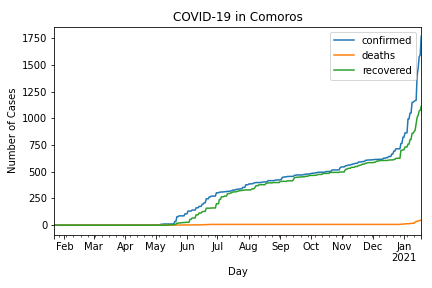 COVID-19 in Comoros
confirmed
deaths
recovered
Number of Cases
1750
1500
1250
1000
750
500
250
0
Feb Mar Apr May Jun Jul Aug Sep Oct Nov Dec Jan
2021
Day